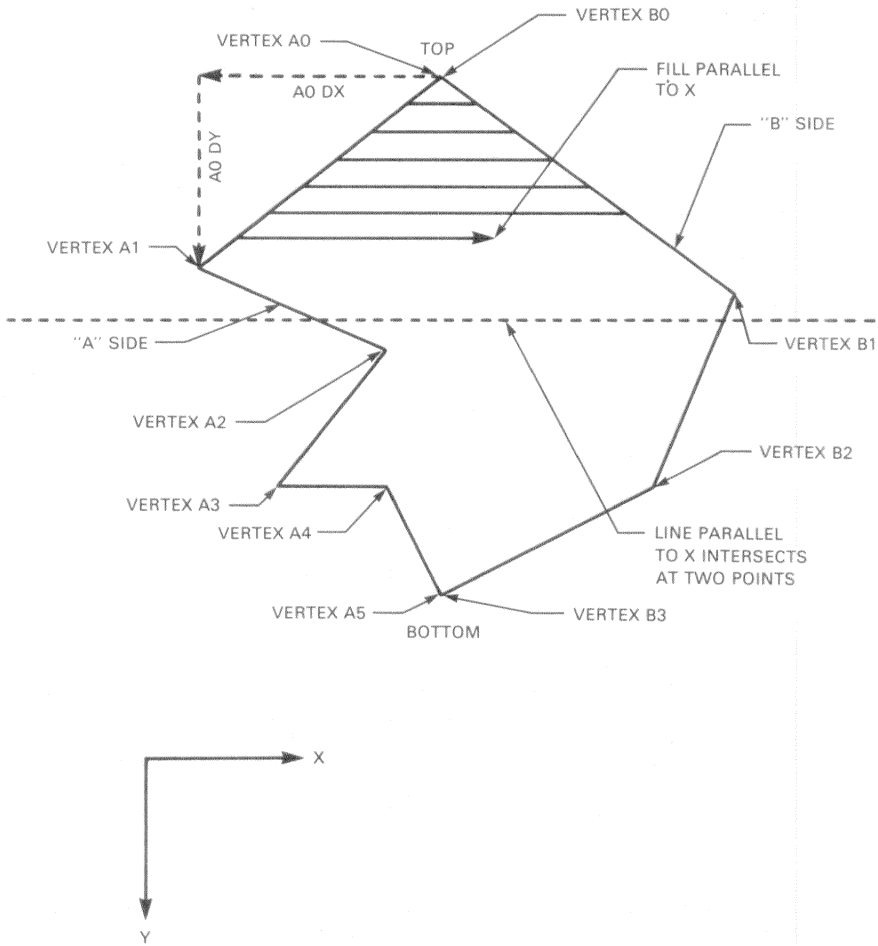 VERTEX B0
VERTEX A0
TOP
FILL PARALLEL
TO X
A0 DX
"B" SIDE
A0 DY
VERTEX A1
"A" SIDE
VERTEX B1
VERTEX A2
VERTEX B2
VERTEX A3
VERTEX A4
LINE PARALLEL
TO X INTERSECTS
AT TWO POINTS
VERTEX A5
VERTEX B3
BOTTOM
X
Y